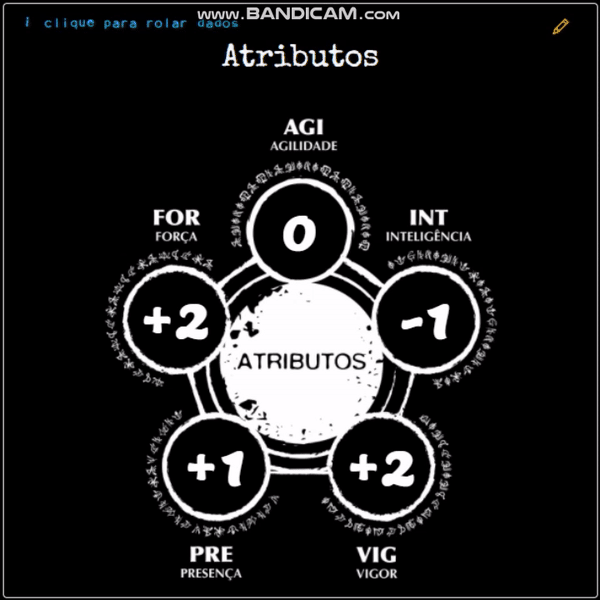 www.BANDICAM.com
i clique para rolar dados
Atributos
AGI
AGILIDADE
0
FOR
FORÇA
+2
INT
INTELIGÊNCIA
-1
ATRIBUTOS
+1
PRE
PRESENÇA
+2
VIG
VIGOR